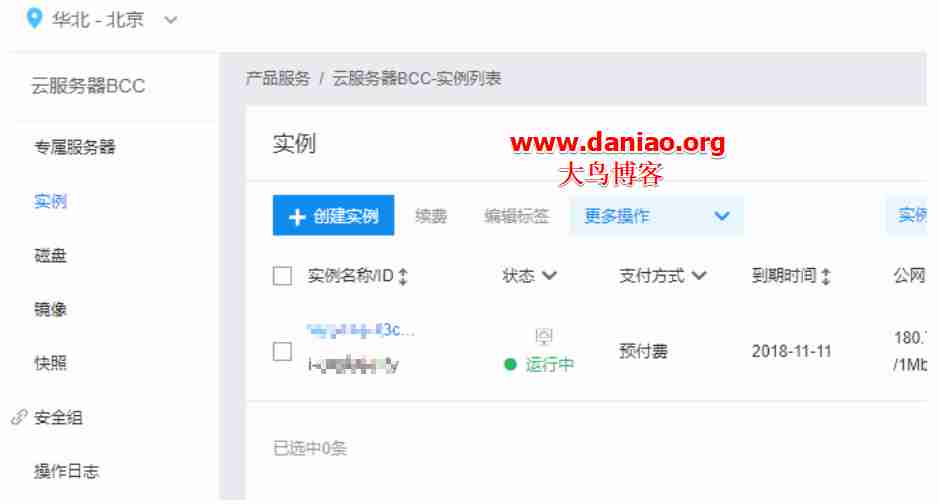 华北 - 北京
云服务器BCC
专属服务器
实例
磁盘
镜像
快照
安全组
操作日志
产品服务 / 云服务器BCC-实例列表
实例
www.daniao.org
大鸟博客
创建实例 续费 编辑标签 更多操作 实例
实例名称/ID 状态 支付方式 到期时间 公网
运行中 预付费 2018-11-11 180.
/1Mb
已选中0条